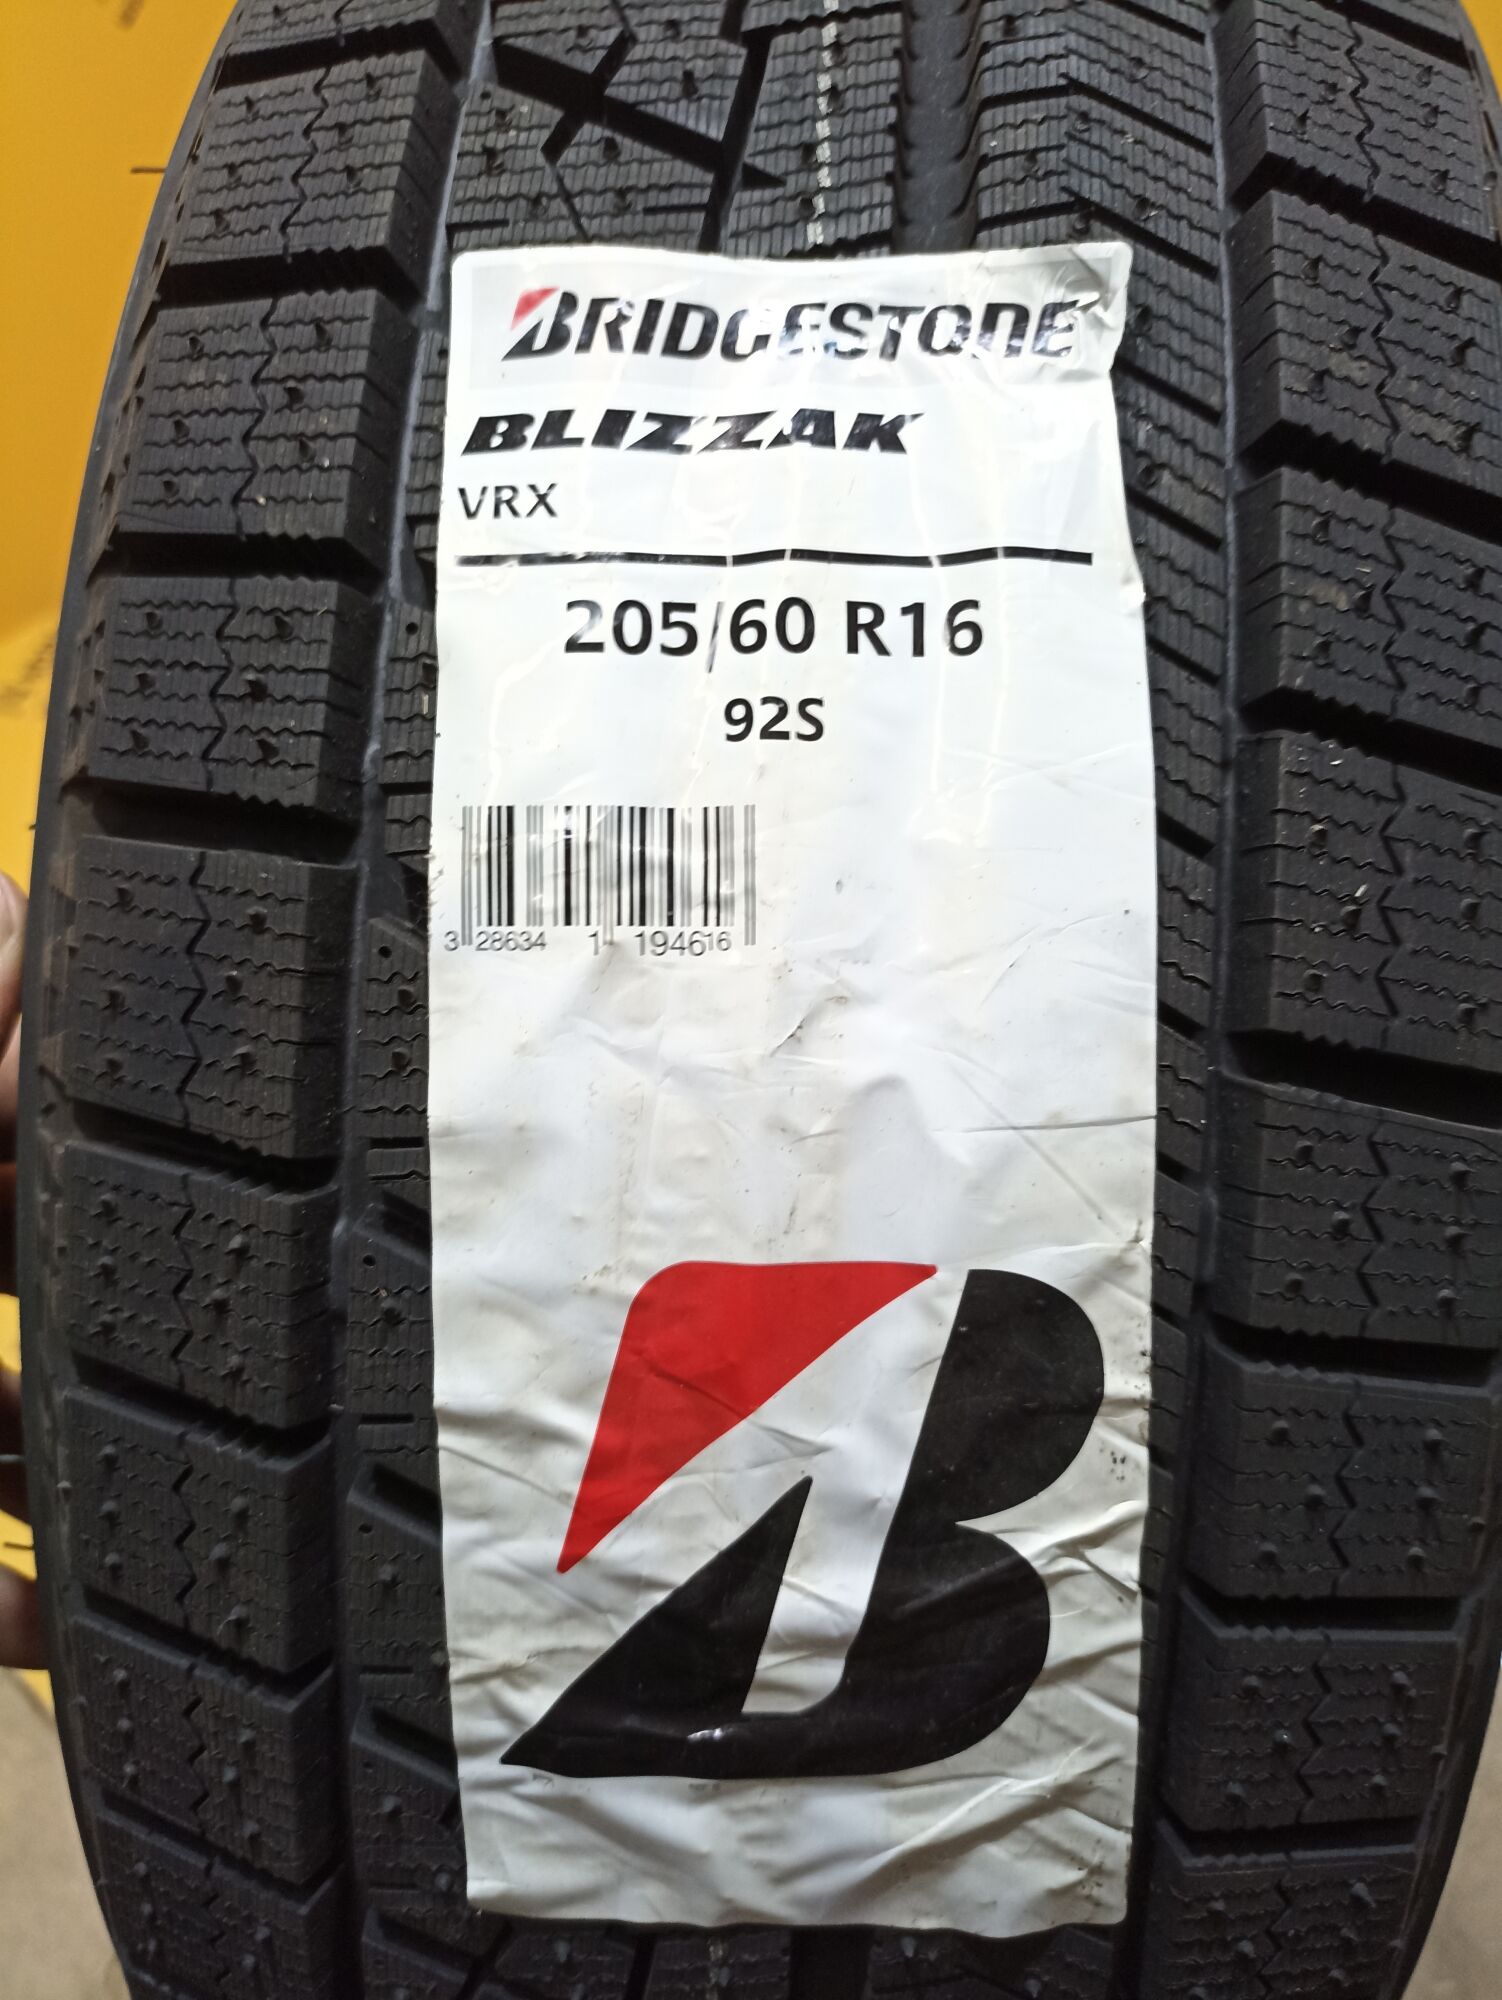 BRIDGESTONE
BLIZZAK
VRX
205/60 R16
92S
3 28634 1 194616